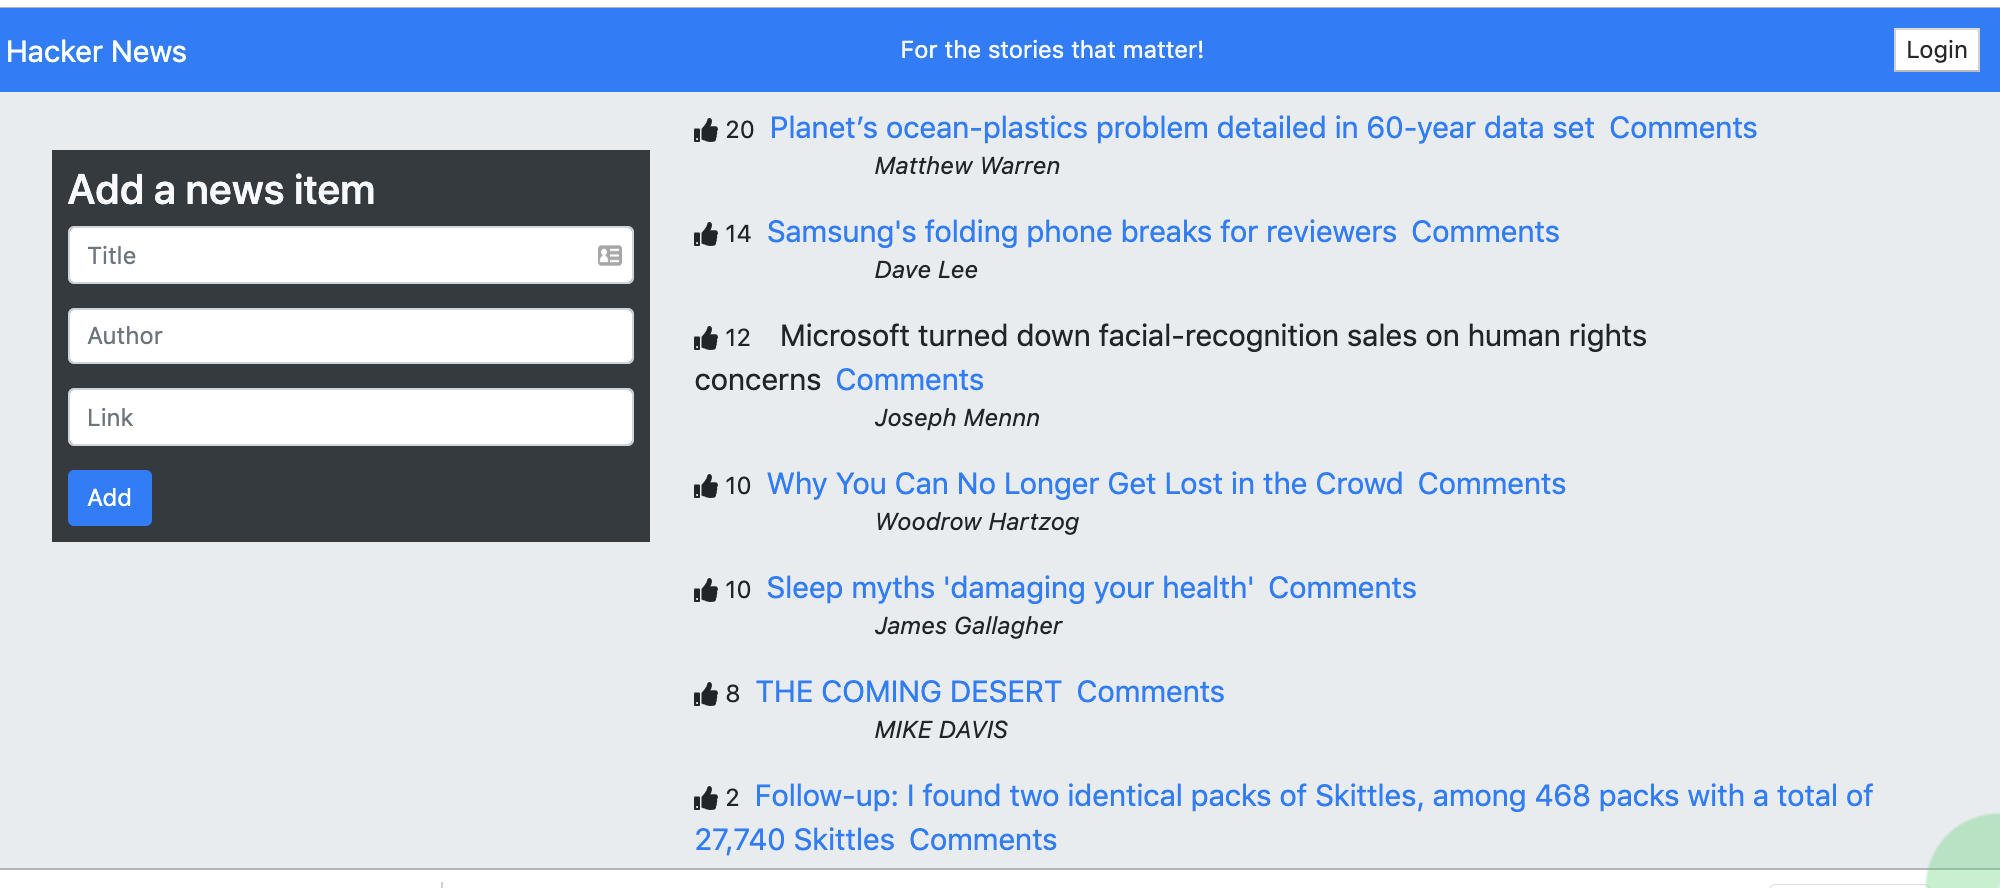 Hacker News
For the stories that matter!
Login
Add a news item
Title
Author
Link
Add
20 Planet’s ocean-plastics problem detailed in 60-year data set Comments
Matthew Warren
14 Samsung's folding phone breaks for reviewers Comments
Dave Lee
12 Microsoft turned down facial-recognition sales on human rights
concerns Comments
Joseph Mennn
10 Why You Can No Longer Get Lost in the Crowd Comments
Woodrow Hartzog
10 Sleep myths 'damaging your health' Comments
James Gallagher
8 THE COMING DESERT Comments
MIKE DAVIS
2 Follow-up: I found two identical packs of Skittles, among 468 packs with a total of
27,740 Skittles Comments